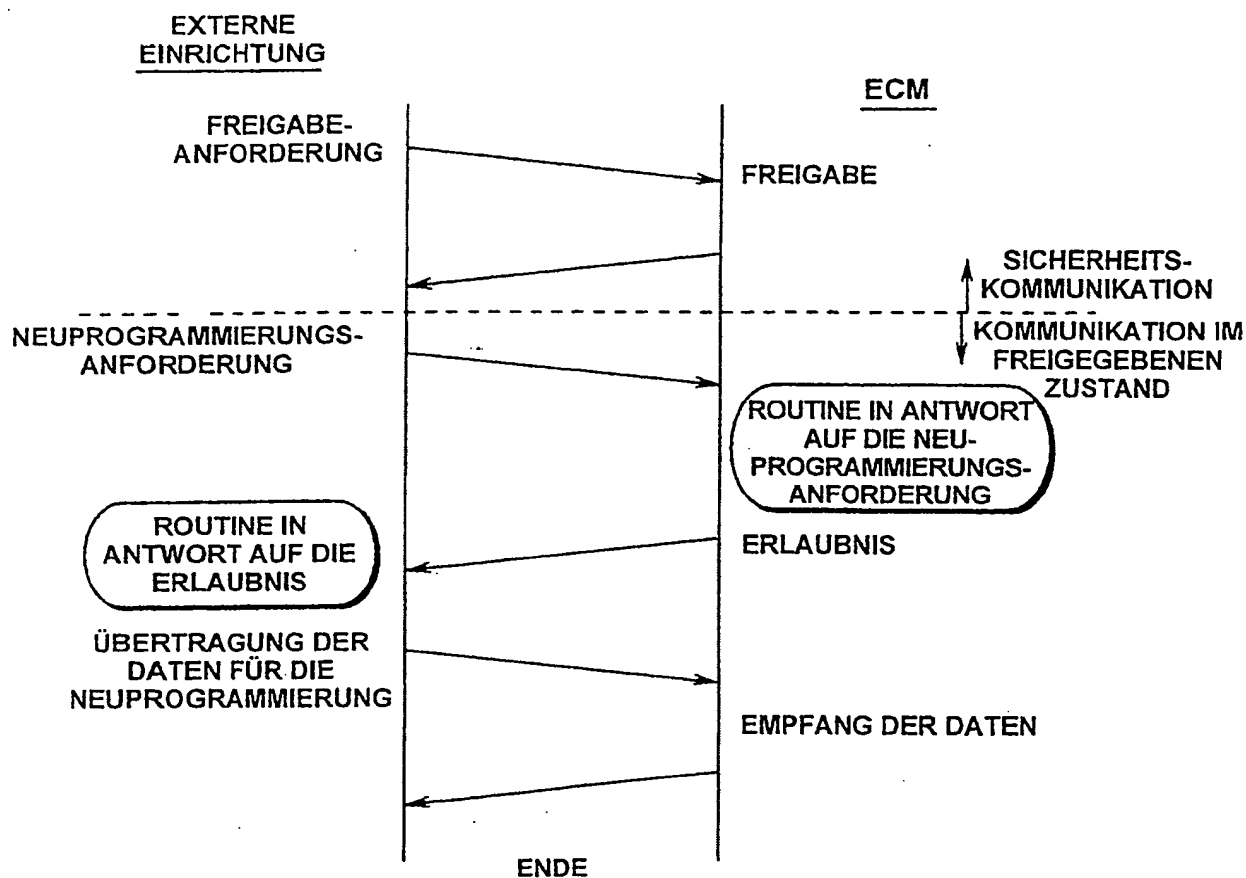 EXTERNE
EINRICHTUNG
ECM
FREIGABE-
ANFORDERUNG
FREIGABE
SICHERHEITS-
KOMMUNIKATION
NEUPROGRAMMIERUNGS-
ANFORDERUNG
KOMMUNIKATION IM
FREIGEGEBENEN
ZUSTAND
ROUTINE IN ANTWORT
AUF DIE NEU-
PROGRAMMIERUNGS-
ANFORDERUNG
ROUTINE IN
ANTWORT AUF DIE
ERLAUBNIS
ERLAUBNIS
ÜBERTRAGUNG DER
DATEN FÜR DIE
NEUPROGRAMMIERUNG
EMPFANG DER DATEN
ENDE